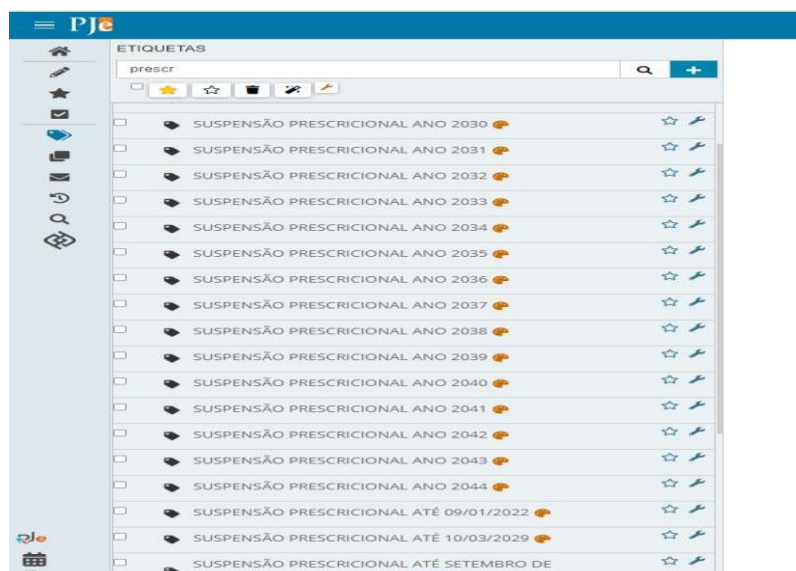 PJe
ETIQUETAS
prescr
SUSPENSÃO PRESCRICIONAL ANO 2030
SUSPENSÃO PRESCRICIONAL ANO 2031
SUSPENSÃO PRESCRICIONAL ANO 2032
SUSPENSÃO PRESCRICIONAL ANO 2033
SUSPENSÃO PRESCRICIONAL ANO 2034
SUSPENSÃO PRESCRICIONAL ANO 2035
SUSPENSÃO PRESCRICIONAL ANO 2036
SUSPENSÃO PRESCRICIONAL ANO 2037
SUSPENSÃO PRESCRICIONAL ANO 2038
SUSPENSÃO PRESCRICIONAL ANO 2039
SUSPENSÃO PRESCRICIONAL ANO 2040
SUSPENSÃO PRESCRICIONAL ANO 2041
SUSPENSÃO PRESCRICIONAL ANO 2042
SUSPENSÃO PRESCRICIONAL ANO 2043
SUSPENSÃO PRESCRICIONAL ANO 2044
SUSPENSÃO PRESCRICIONAL ATÉ 09/01/2022
PJe
SUSPENSÃO PRESCRICIONAL ATÉ 10/03/2029
SUSPENSÃO PRESCRICIONAL ATÉ SETEMBRO DE